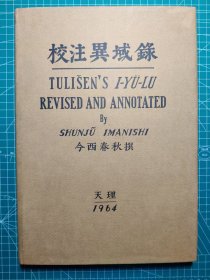 校注異域錄
TULIŠEN'S I-YÜ-LU
REVISED AND ANNOTATED
By
SHUNJŪ IMANISHI
今西春秋撰
天理
1964